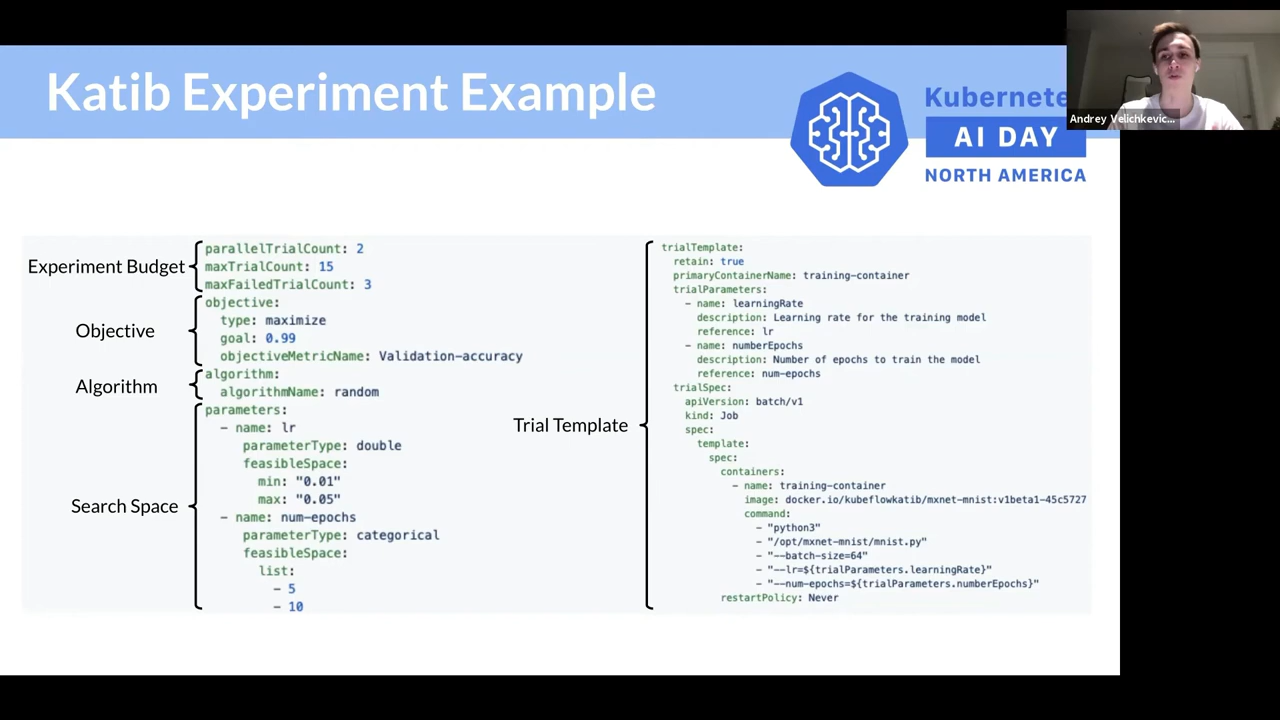 Katib Experiment Example
Kubernete
AI DAY
NORTH AMERICA
Andrey Velichkevic...
Experiment Budget
parallelTrialCount: 2
maxTrialCount: 15
maxFailedTrialCount: 3
Objective
objective:
type: maximize
goal: 0.99
objectiveMetricName: Validation-accuracy
Algorithm
algorithm:
algorithmName: random
Search Space
parameters:
- name: lr
parameterType: double
feasibleSpace:
min: "0.01"
max: "0.05"
- name: num-epochs
parameterType: categorical
feasibleSpace:
list:
- 5
- 10
Trial Template
trialTemplate:
retain: true
primaryContainerName: training-container
trialParameters:
- name: learningRate
description: Learning rate for the training model
reference: lr
- name: numberEpochs
description: Number of epochs to train the model
reference: num-epochs
trialSpec:
apiVersion: batch/v1
kind: Job
spec:
template:
spec:
containers:
- name: training-container
image: docker.io/kubeflowkatib/mxnet-mnist:v1beta1-45c5727
command:
- "python3"
- "/opt/mxnet-mnist/mnist.py"
- "--batch-size=64"
- "--lr=${trialParameters.learningRate}"
- "--num-epochs=${trialParameters.numberEpochs}"
restartPolicy: Never